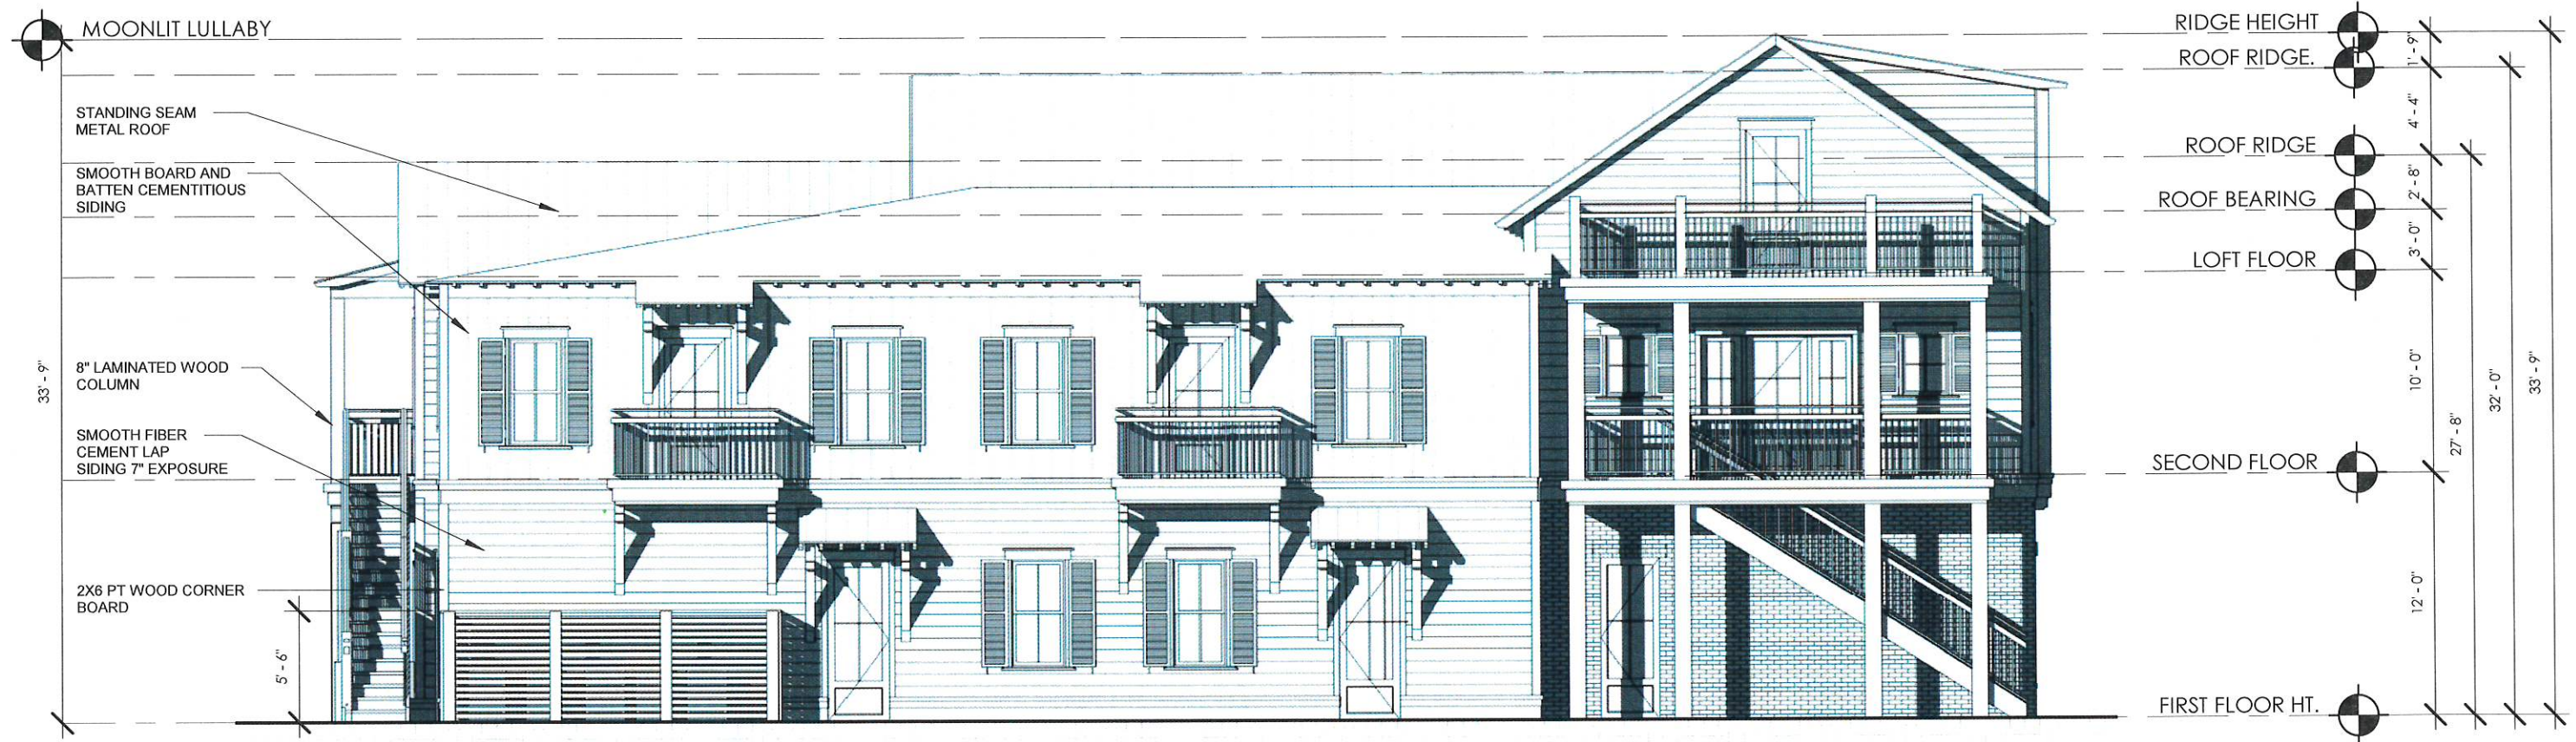 MOONLIT LULLABY
STANDING SEAM
METAL ROOF
SMOOTH BOARD AND
BATTEN CEMENTITIOUS
SIDING
8" LAMINATED WOOD
COLUMN
33' - 9"
SMOOTH FIBER
CEMENT LAP
SIDING 7" EXPOSURE
2X6 PT WOOD CORNER
BOARD
5' - 6"
RIDGE HEIGHT
1' - 9"
ROOF RIDGE.
4' - 4"
ROOF RIDGE
2' - 8"
ROOF BEARING
3' - 0"
LOFT FLOOR
10' - 0"
27' - 8"
32' - 0"
33' - 9"
SECOND FLOOR
12' - 0"
FIRST FLOOR HT.